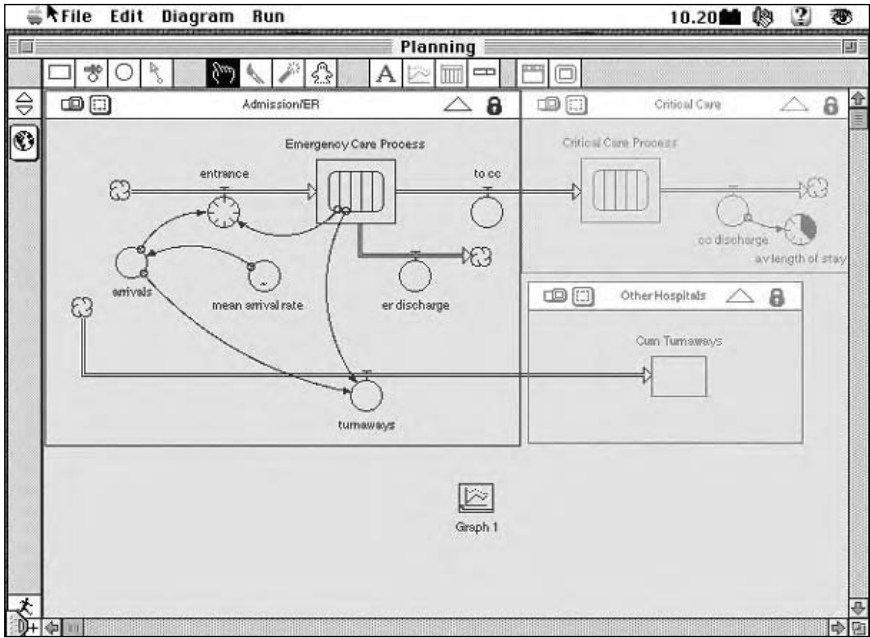 File Edit Diagram Run 10.20
Planning
A
Admission/ER
Critical Care
Emergency Care Process
Critical Care Process
entrance
to cc
cc discharge
av length of stay
arrivals
mean arrival rate
er discharge
Other Hospitals
Cum Turnaways
turnaways
Graph 1